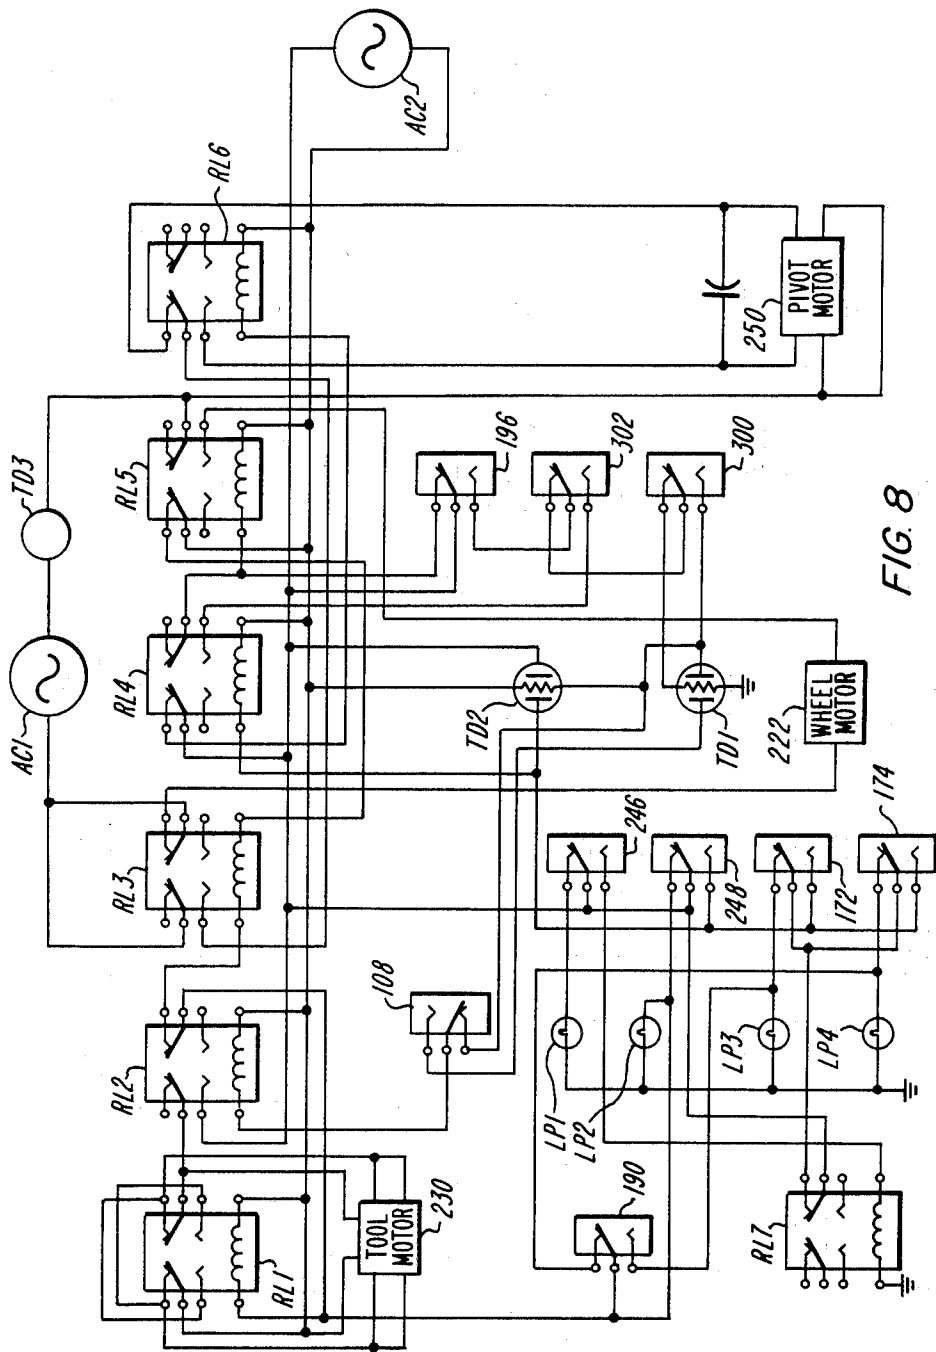 AC1
TD3
AC2
RL1
RL2
RL3
RL4
RL5
RL6
TOOL
MOTOR
230
108
TD2
TD1
196
302
300
250
PIVOT
MOTOR
222
WHEEL
MOTOR
246
248
172
174
LP1
LP2
LP3
LP4
190
RL7
FIG. 8